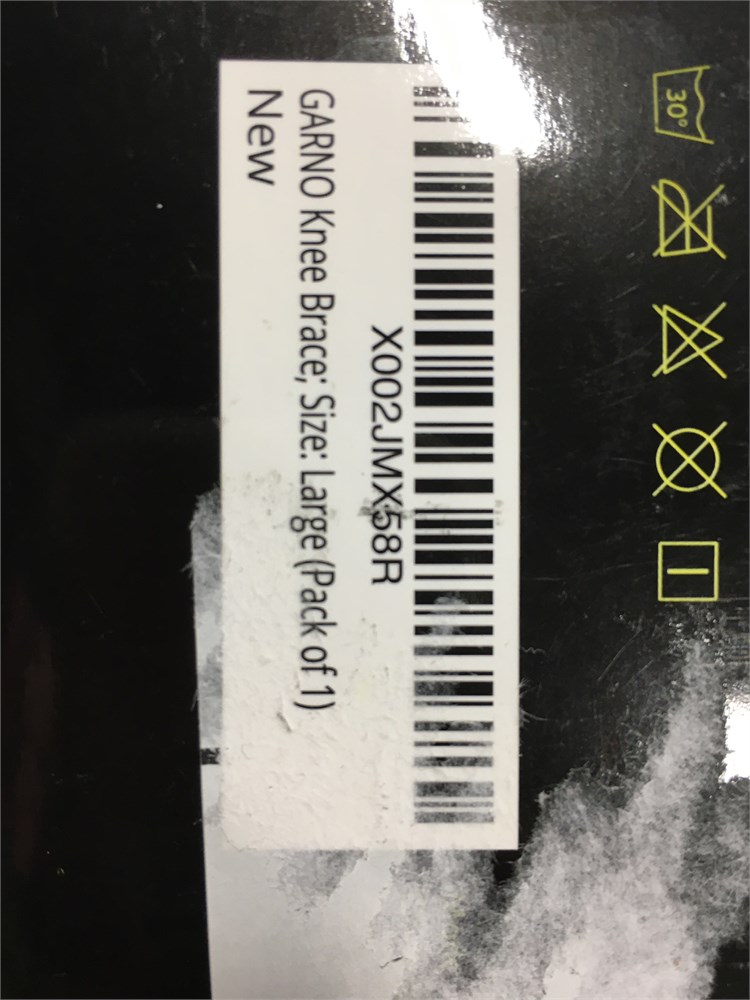 X002JMX58R
GARNO Knee Brace; Size: Large (Pack of 1)
New
30°